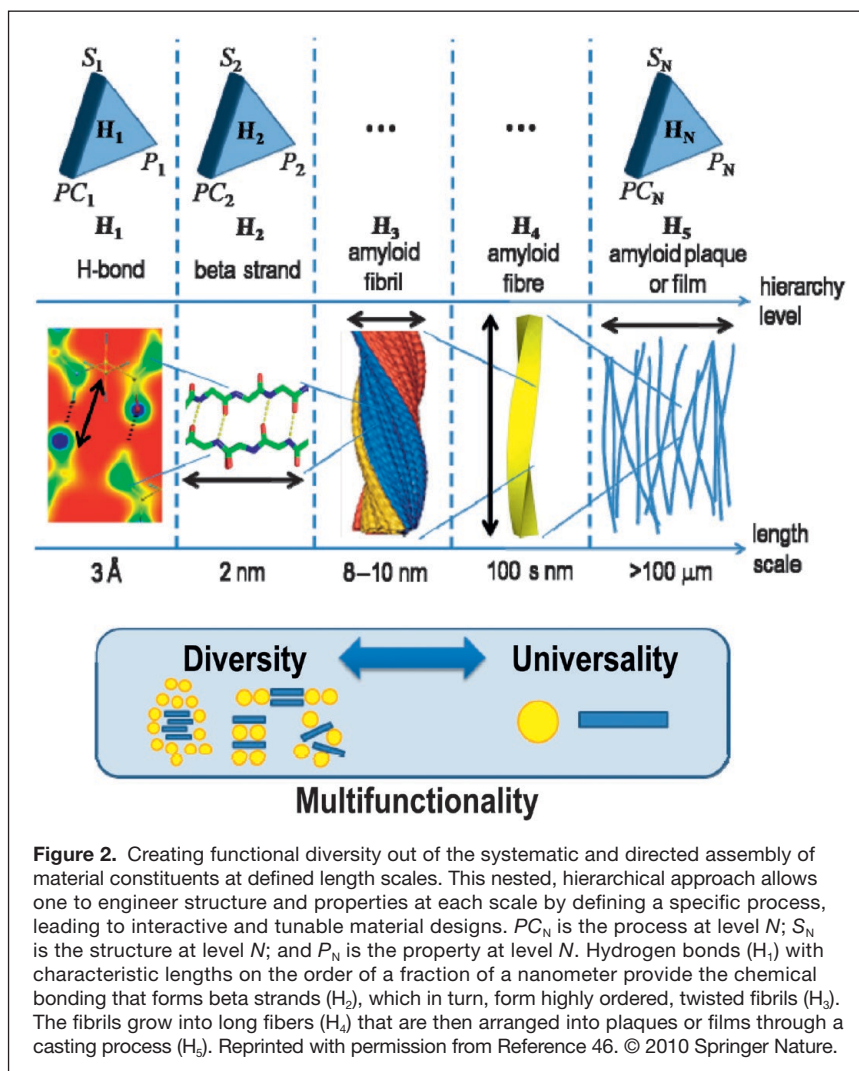 S₁ S₂ S_N
H₁ H₂ ... ... H_N
P₁ P₂ P_N
PC₁ PC₂ PC_N
H₁ H₂ H₃ H₄ H₅
H-bond
beta strand
amyloid
fibril
amyloid
fibre
amyloid plaque
or film
hierarchy
level
length
scale
3 Å 2 nm 8–10 nm 100 s nm >100 μm
Diversity Universality
Multifunctionality
Figure 2. Creating functional diversity out of the systematic and directed assembly of
material constituents at defined length scales. This nested, hierarchical approach allows
one to engineer structure and properties at each scale by defining a specific process,
leading to interactive and tunable material designs. PC_N is the process at level N; S_N
is the structure at level N; and P_N is the property at level N. Hydrogen bonds (H₁) with
characteristic lengths on the order of a fraction of a nanometer provide the chemical
bonding that forms beta strands (H₂), which in turn, form highly ordered, twisted fibrils (H₃).
The fibrils grow into long fibers (H₄) that are then arranged into plaques or films through a
casting process (H₅). Reprinted with permission from Reference 46. © 2010 Springer Nature.